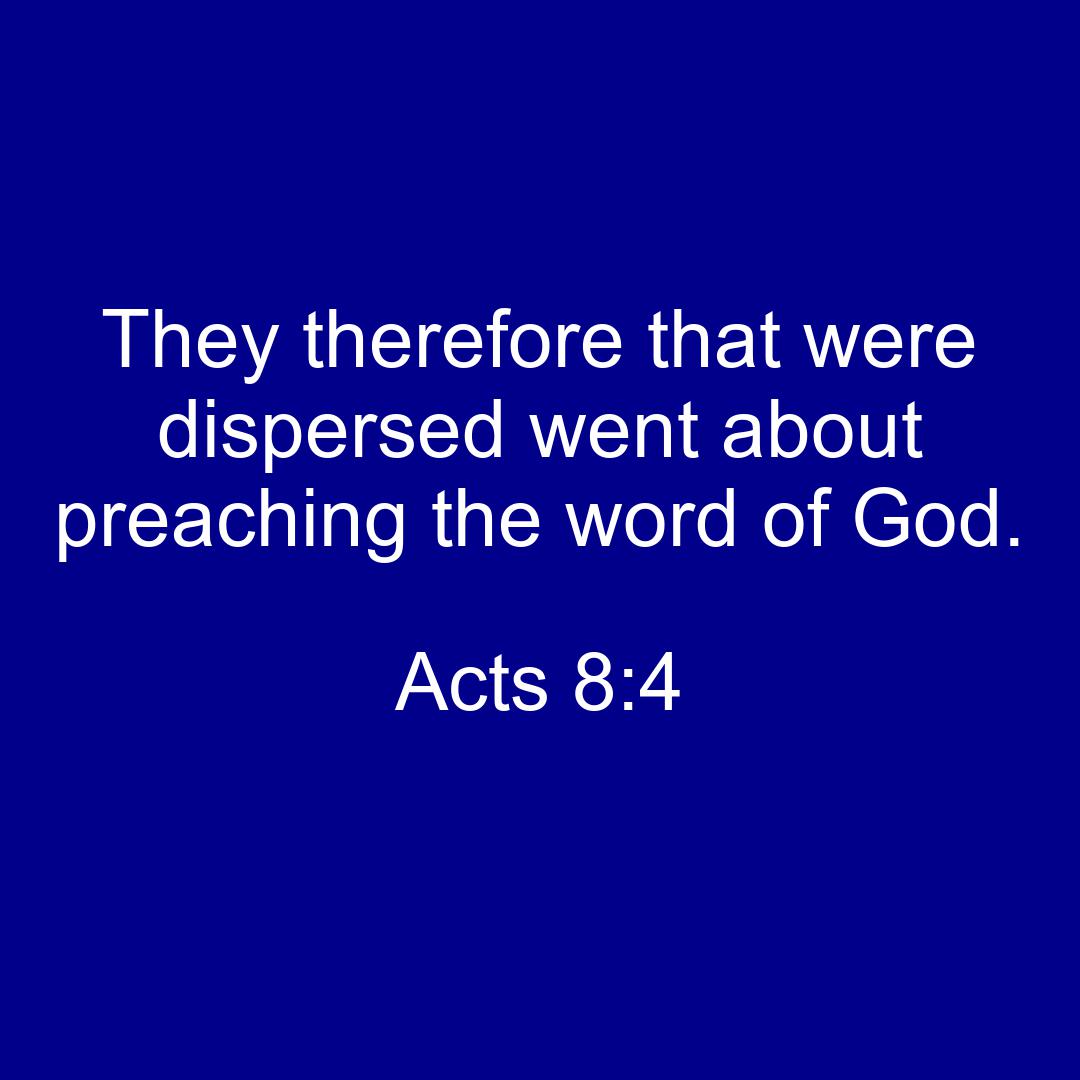 They therefore that were
dispersed went about
preaching the word of God.
Acts 8:4